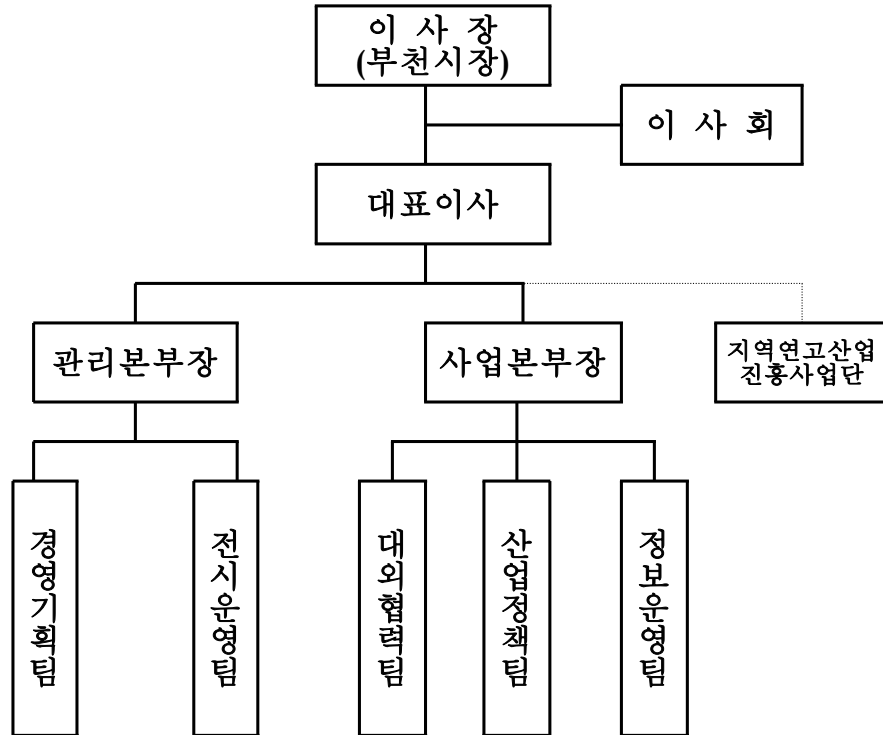 이 사 장
(부천시장)
이 사 회
대표이사
관리본부장
사업본부장
지역연고산업
진흥사업단
경영기획팀
전시운영팀
대외협력팀
산업정책팀
정보운영팀